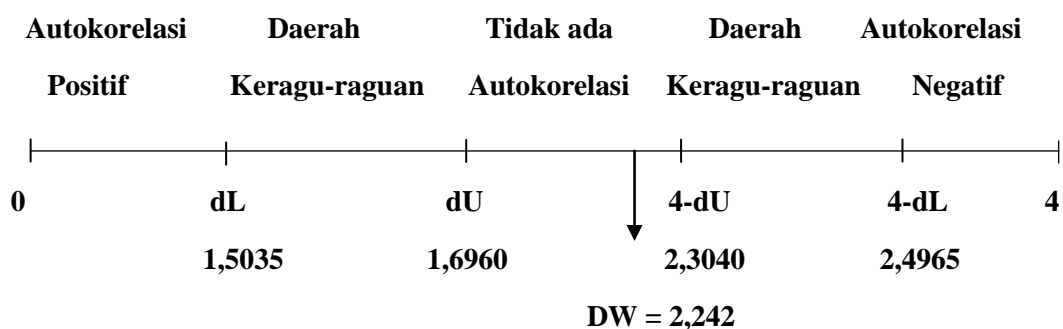 Autokorelasi Daerah Tidak ada Daerah Autokorelasi
Positif Keragu-raguan Autokorelasi Keragu-raguan Negatif
0 dL dU 4-dU 4-dL 4
1,5035 1,6960 2,3040 2,4965
DW = 2,242